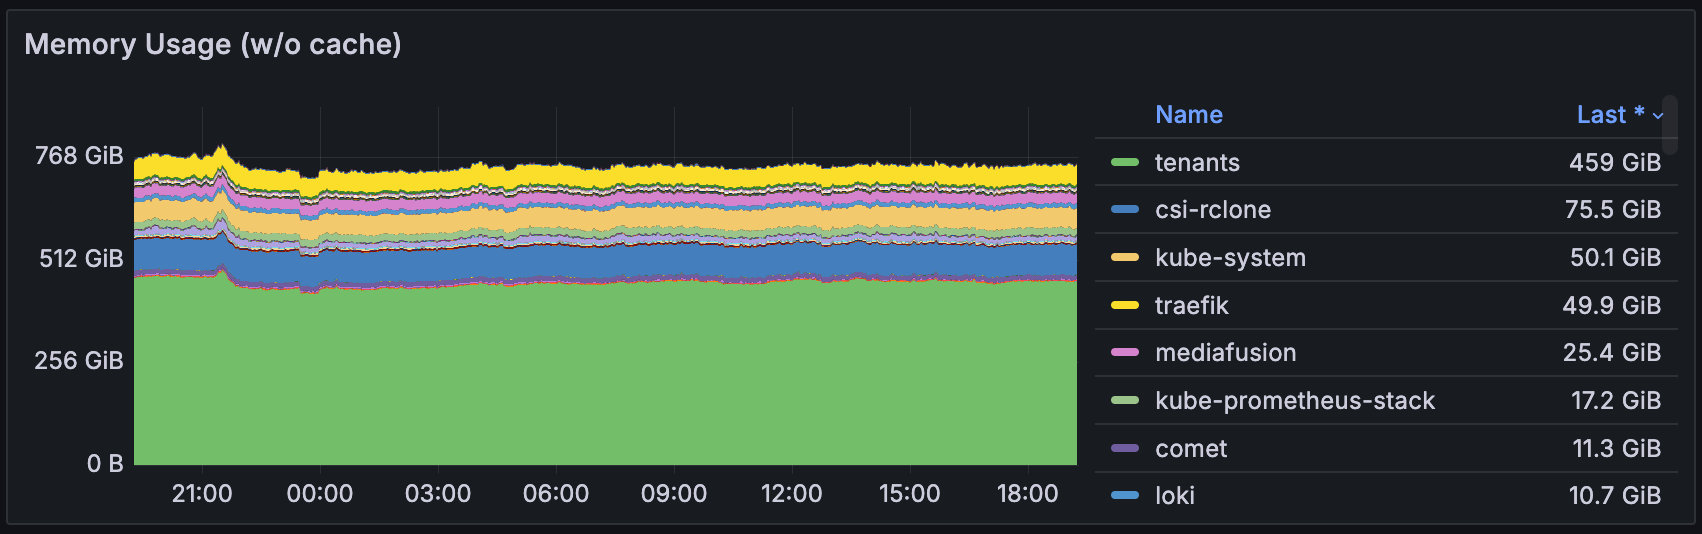 Memory Usage (w/o cache)
768 GiB
512 GiB
256 GiB
0 B
21:00 00:00 03:00 06:00 09:00 12:00 15:00 18:00
Name Last *
tenants 459 GiB
csi-rclone 75.5 GiB
kube-system 50.1 GiB
traefik 49.9 GiB
mediafusion 25.4 GiB
kube-prometheus-stack 17.2 GiB
comet 11.3 GiB
loki 10.7 GiB